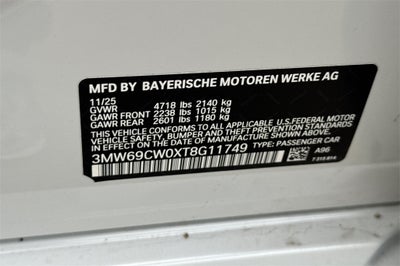 MFD BY BAYERISCHE MOTOREN WERKE AG
11/25
GVWR 4718 lbs 2140 kg
GAWR FRONT 2238 lbs 1015 kg
GAWR REAR 2601 lbs 1180 kg
THIS VEHICLE CONFORMS TO ALL APPLICABLE U.S. FEDERAL MOTOR
VEHICLE SAFETY, BUMPER, AND THEFT PREVENTION STANDARDS
IN EFFECT ON THE DATE OF MANUFACTURE SHOWN ABOVE.
3MW69CW0XT8G11749 TYPE: PASSENGER CAR
A96